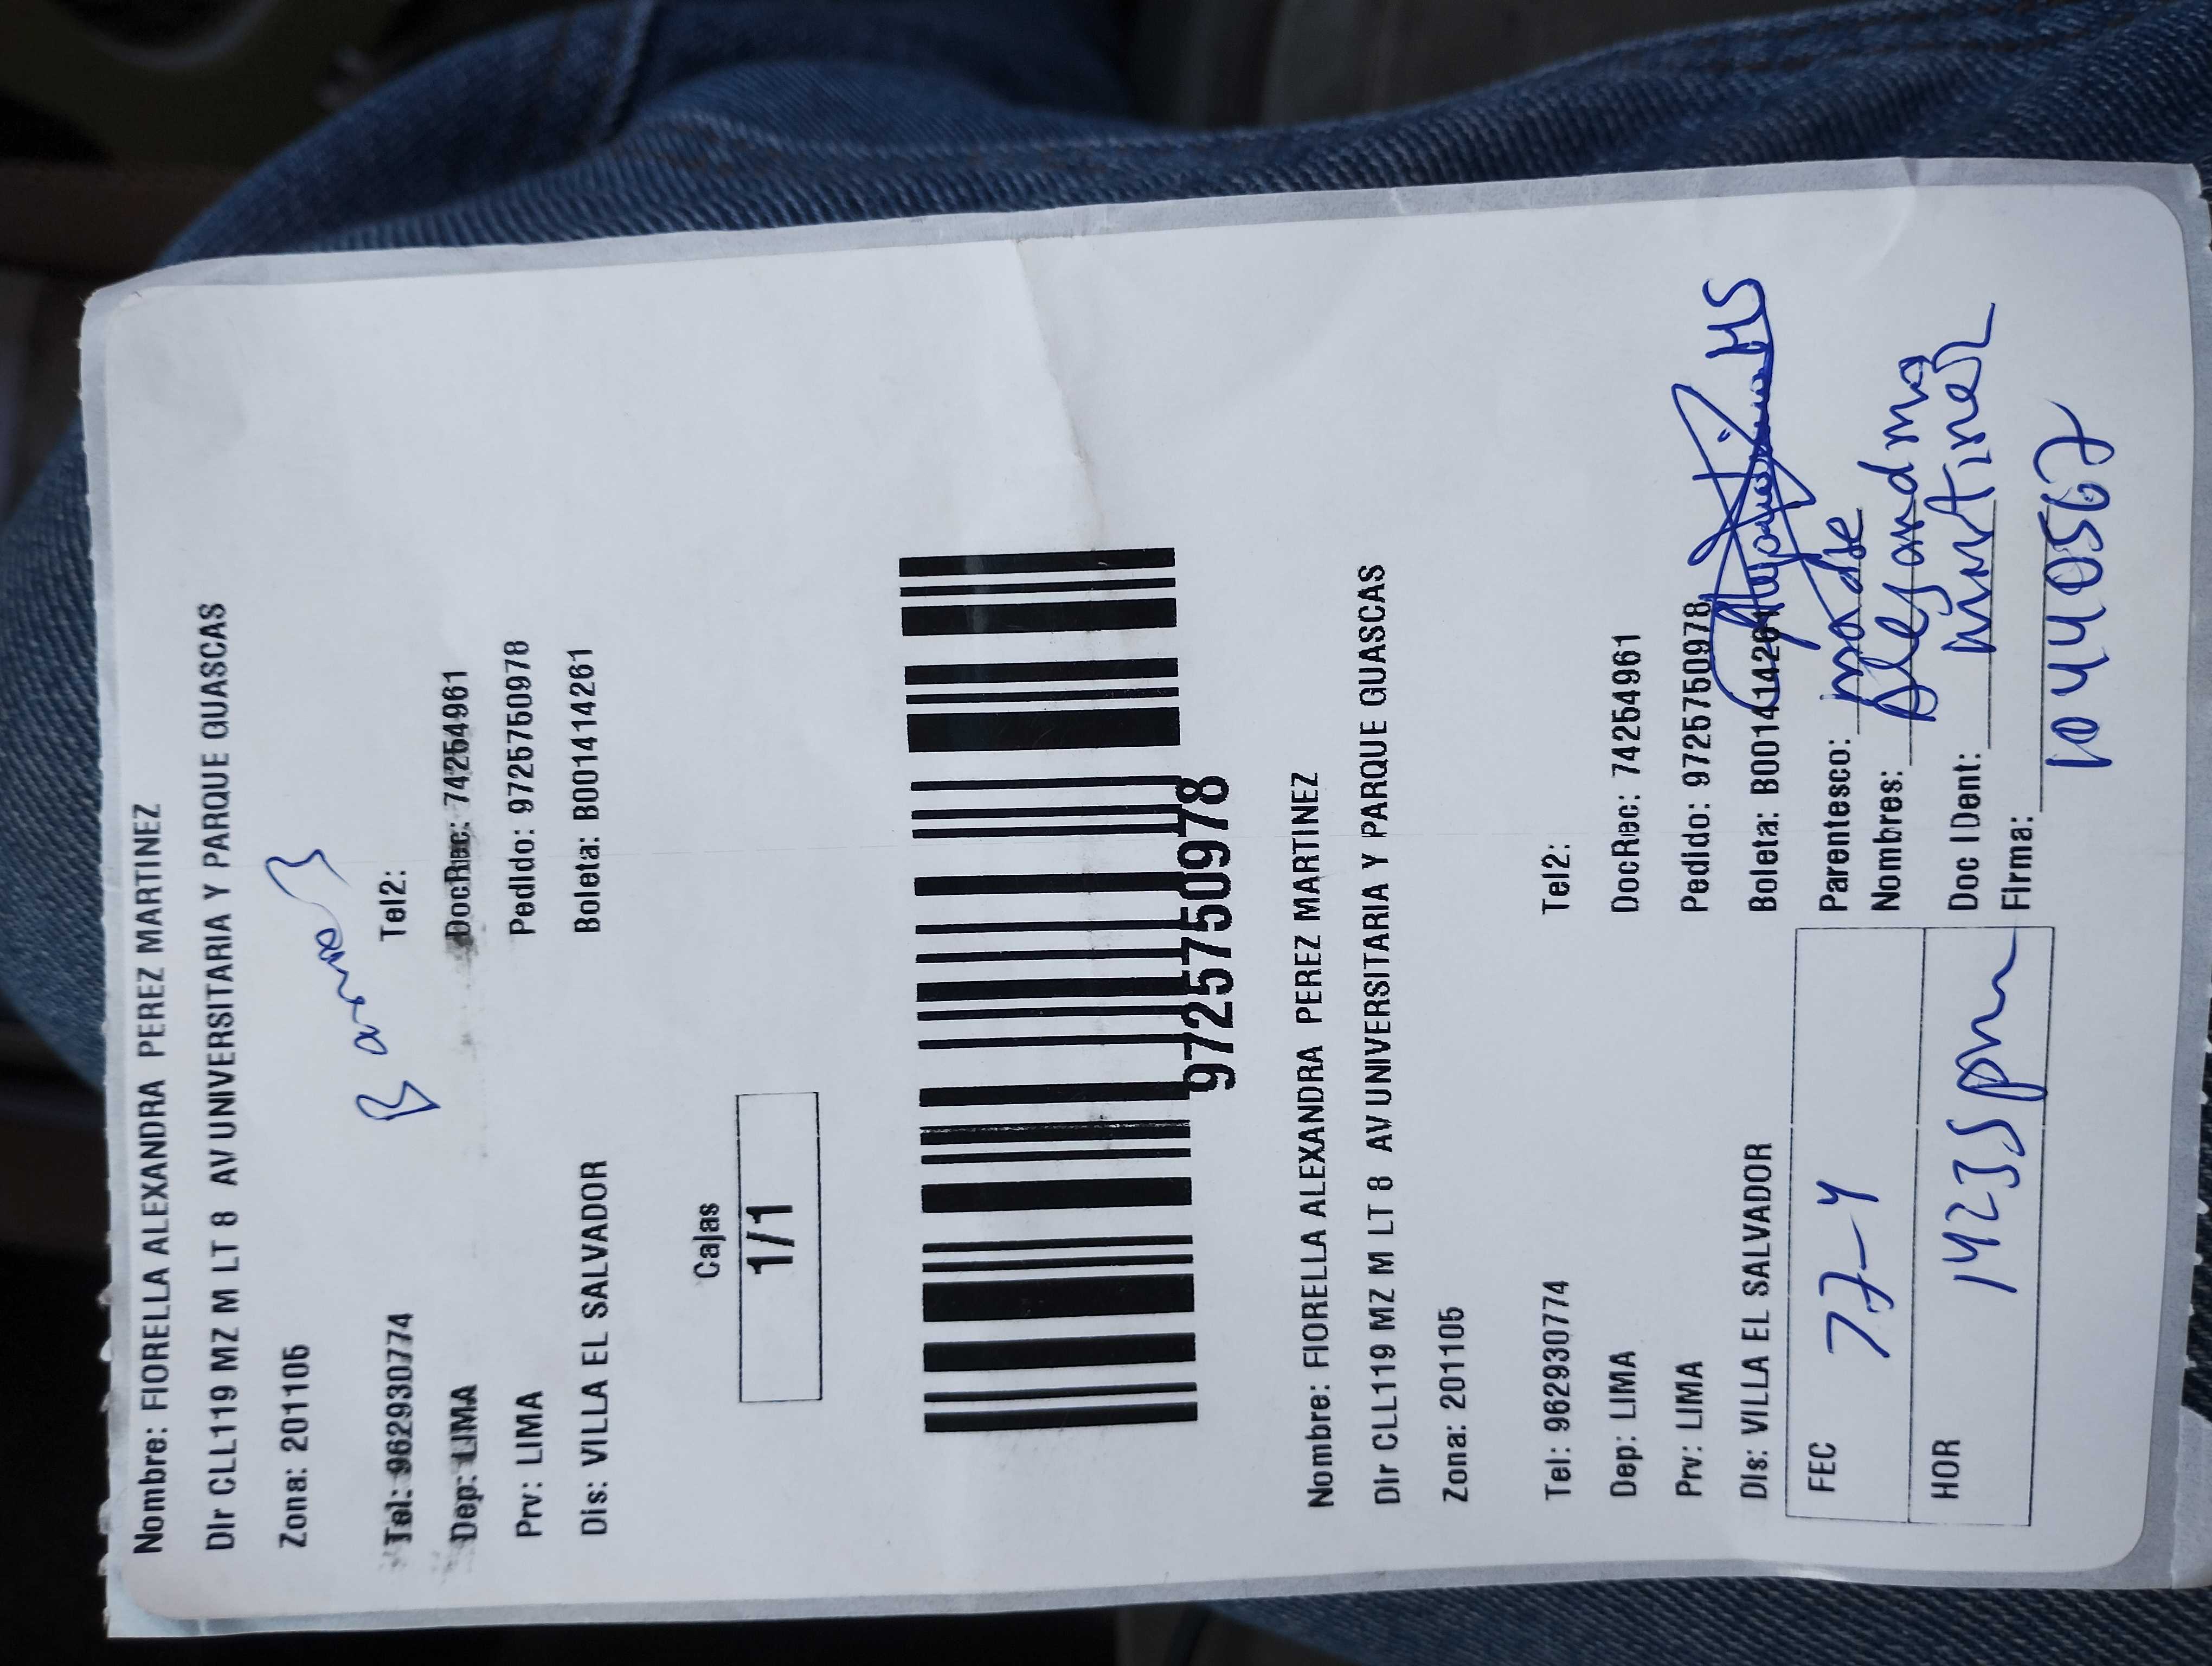 Nombre: FIORELLA ALEXANDRA PEREZ MARTINEZ
Dir CLL119 MZ M LT 8 AV UNIVERSITARIA Y PARQUE GUASCAS
Zona: 201105
Tel: 962930774 Tel2:
Dep: LIMA DocRec: 74254961
Prv: LIMA Pedido: 9725750978
Dis: VILLA EL SALVADOR Boleta: B001414261
Cajas
1/1
9725750978
Nombre: FIORELLA ALEXANDRA PEREZ MARTINEZ
Dir CLL119 MZ M LT 8 AV UNIVERSITARIA Y PARQUE GUASCAS
Zona: 201105
Tel: 962930774 Tel2:
Dep: LIMA DocRec: 74254961
Prv: LIMA Pedido: 9725750978
Dis: VILLA EL SALVADOR Boleta: B001414261
FEC Parentesco: madre
Nombres:
HOR pm Doc IDent:
Firma: